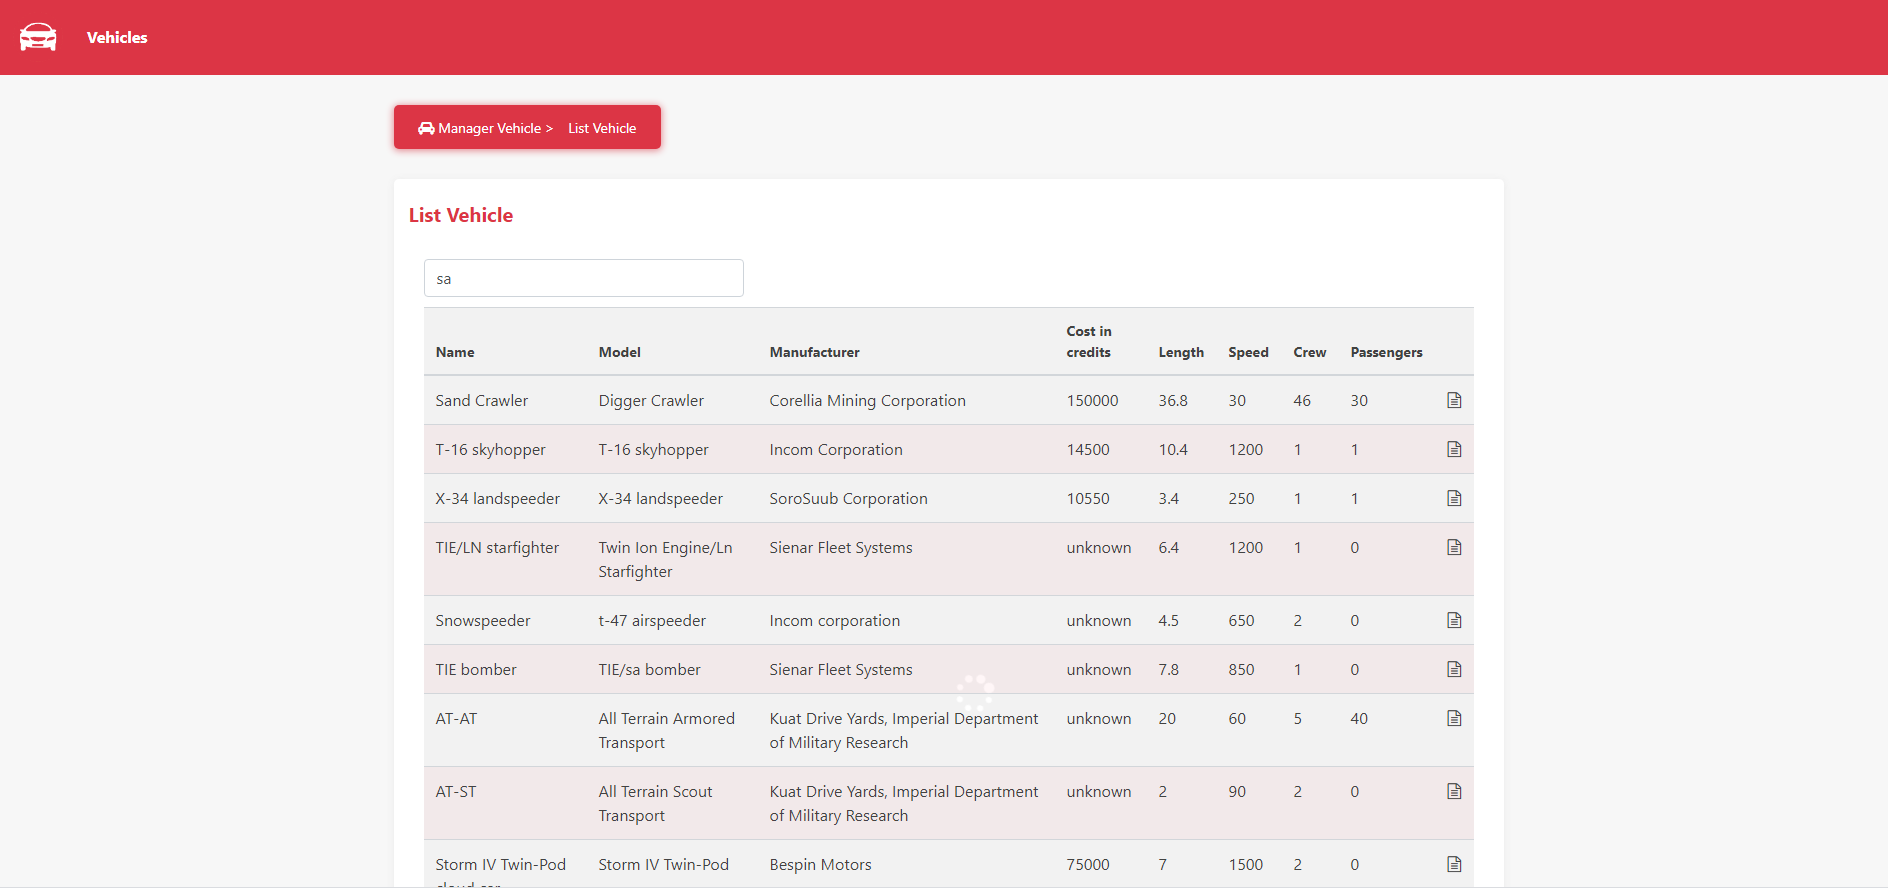 Vehicles
Manager Vehicle > List Vehicle
List Vehicle
sa
Name Model Manufacturer Cost in credits Length Speed Crew Passengers
Sand Crawler Digger Crawler Corellia Mining Corporation 150000 36.8 30 46 30
T-16 skyhopper T-16 skyhopper Incom Corporation 14500 10.4 1200 1 1
X-34 landspeeder X-34 landspeeder SoroSuub Corporation 10550 3.4 250 1 1
TIE/LN starfighter Twin Ion Engine/Ln Sienar Fleet Systems unknown 6.4 1200 1 0
Starfighter
Snowspeeder t-47 airspeeder Incom corporation unknown 4.5 650 2 0
TIE bomber TIE/sa bomber Sienar Fleet Systems unknown 7.8 850 1 0
AT-AT All Terrain Armored Kuat Drive Yards, Imperial Department unknown 20 60 5 40
Transport of Military Research
AT-ST All Terrain Scout Kuat Drive Yards, Imperial Department unknown 2 90 2 0
Transport of Military Research
Storm IV Twin-Pod Storm IV Twin-Pod Bespin Motors 75000 7 1500 2 0